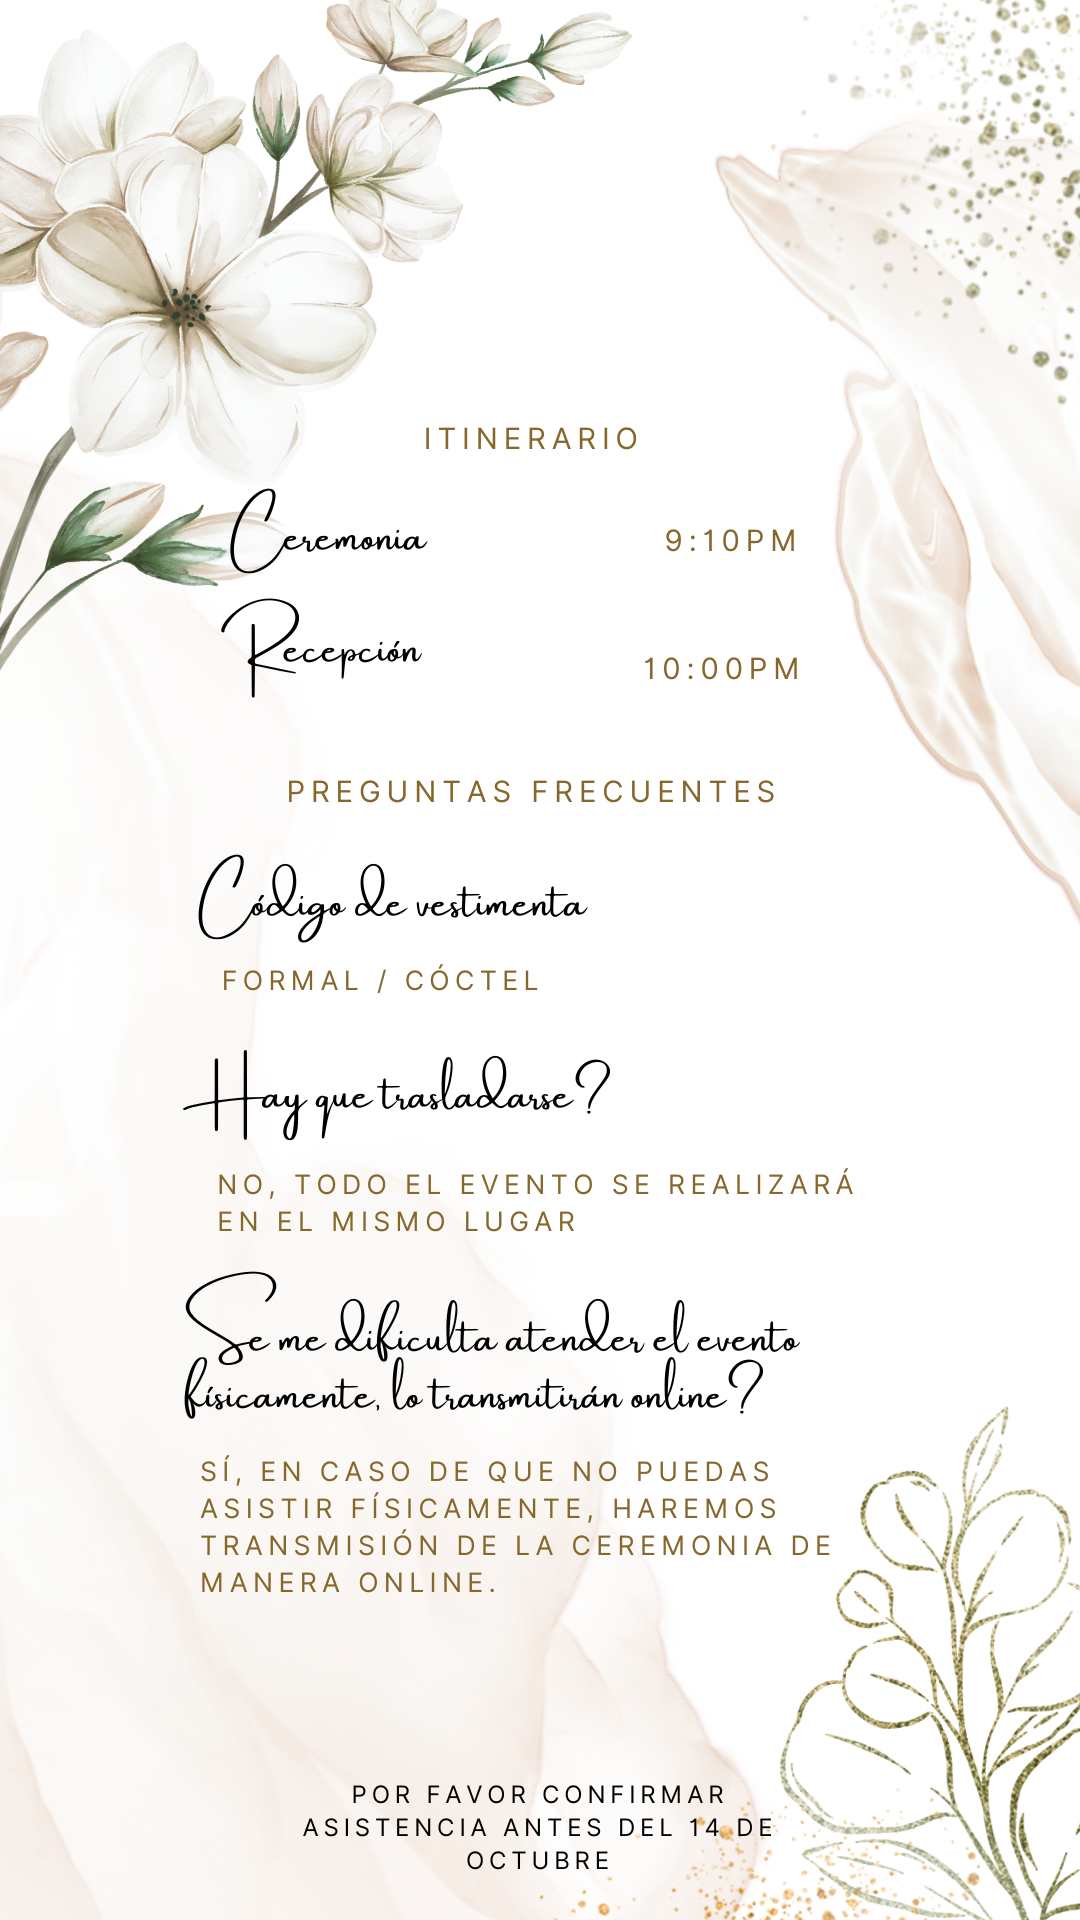 ITINERARIO
Ceremonia 9:10PM
Recepción 10:00PM
PREGUNTAS FRECUENTES
Código de vestimenta
FORMAL / CÓCTEL
Hay que trasladarse?
NO, TODO EL EVENTO SE REALIZARÁ
EN EL MISMO LUGAR
Se me dificulta atender el evento
físicamente, lo transmitirán online?
SÍ, EN CASO DE QUE NO PUEDAS
ASISTIR FÍSICAMENTE, HAREMOS
TRANSMISIÓN DE LA CEREMONIA DE
MANERA ONLINE.
POR FAVOR CONFIRMAR
ASISTENCIA ANTES DEL 14 DE
OCTUBRE